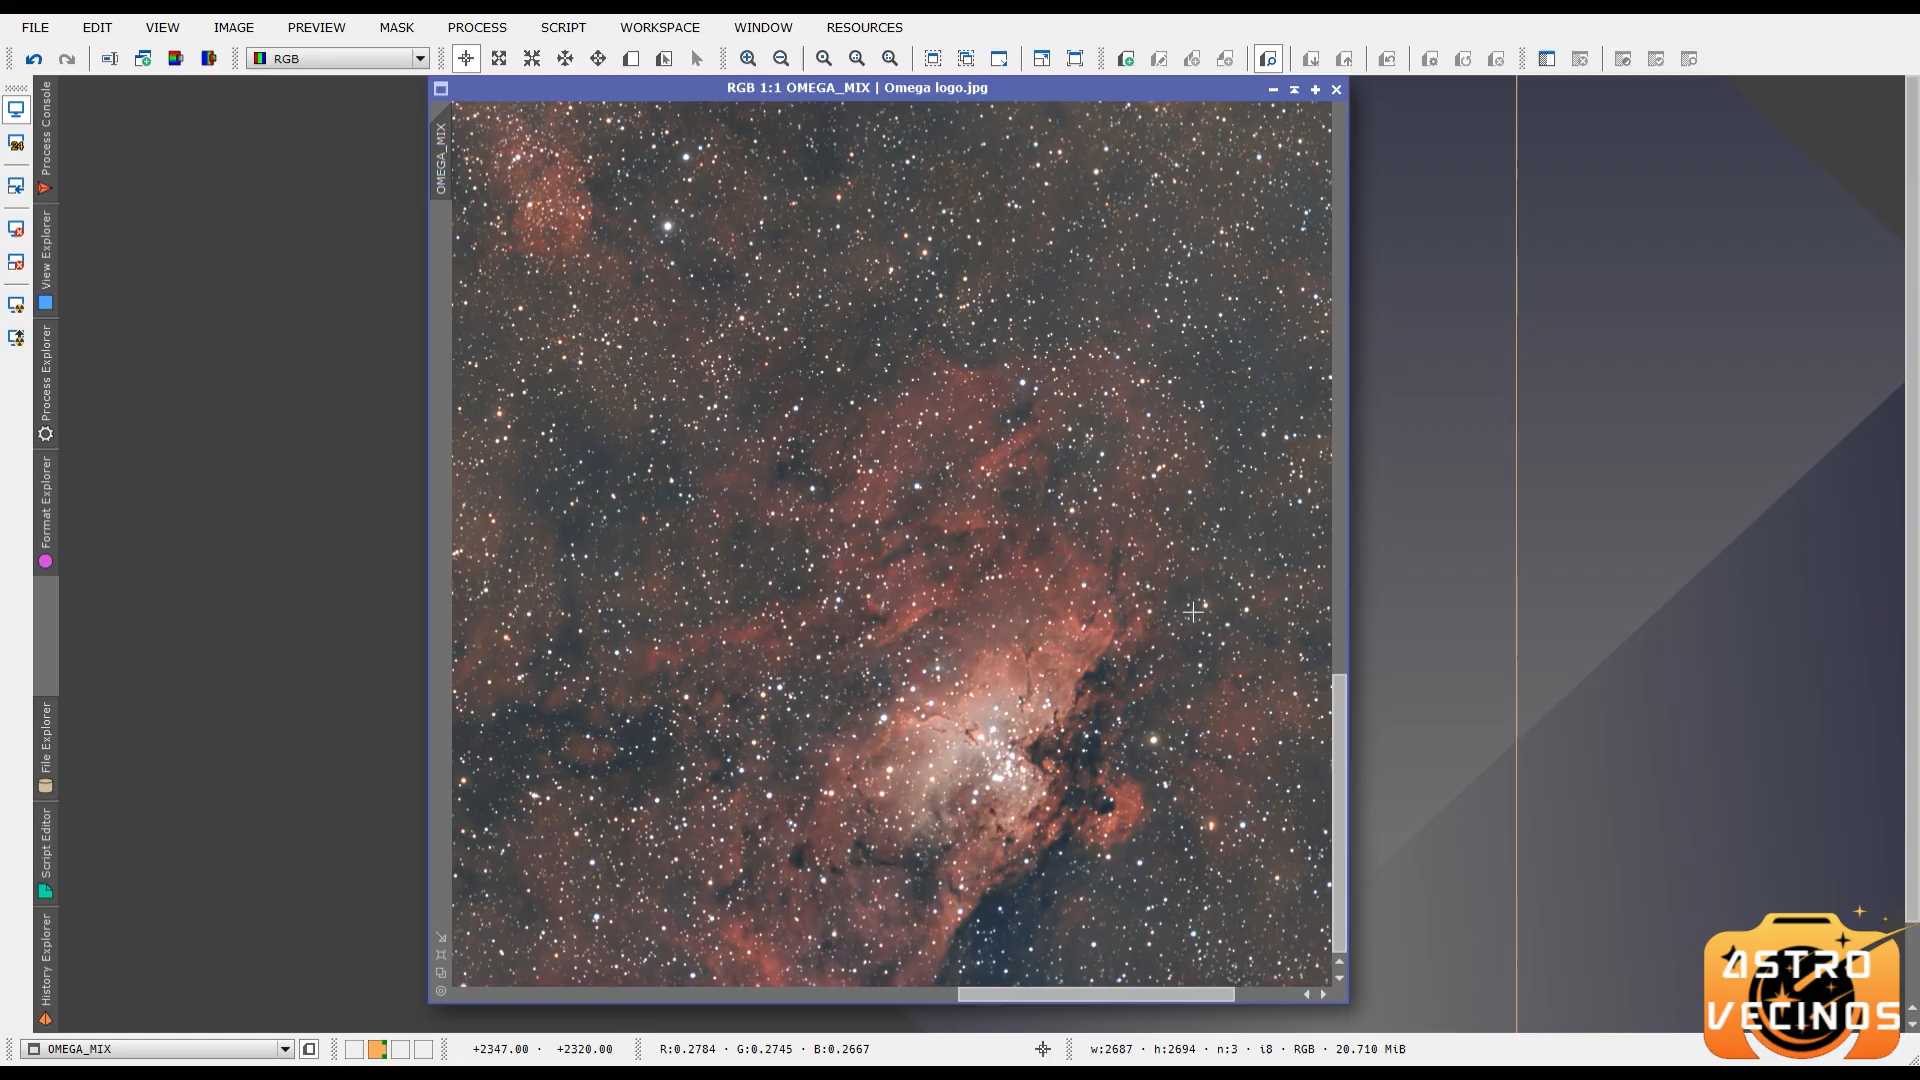 FILE EDIT VIEW IMAGE PREVIEW MASK PROCESS SCRIPT WORKSPACE WINDOW RESOURCES
RGB
RGB 1:1 OMEGA_MIX | Omega logo.jpg
OMEGA_MIX
Process Console
View Explorer
Process Explorer
Format Explorer
File Explorer
Script Editor
History Explorer
24
ASTRO
VECINOS
OMEGA_MIX
+2347.00 · +2320.00
R:0.2784 · G:0.2745 · B:0.2667
w:2687 · h:2694 · n:3 · i8 · RGB · 20.710 MiB